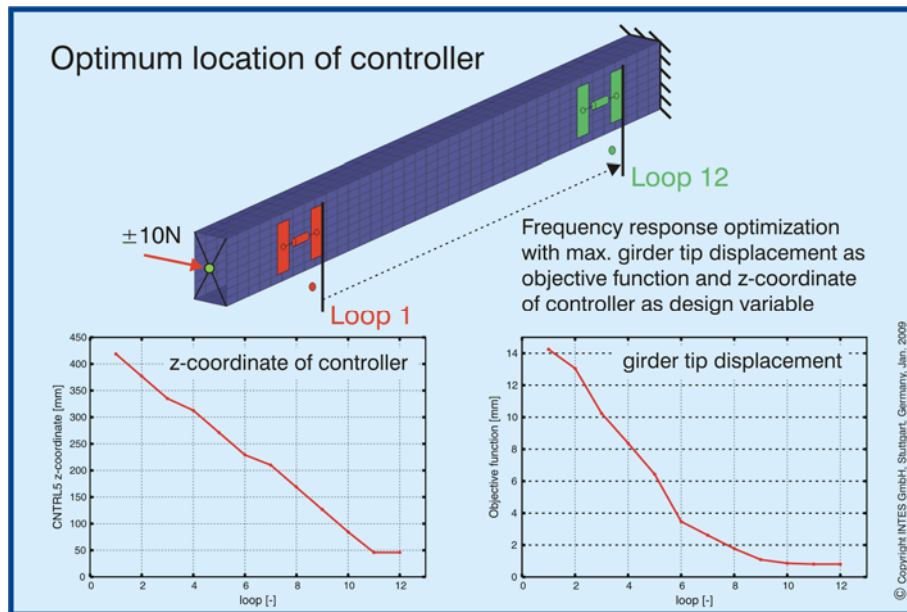 Optimum location of controller
±10N
Loop 12
Loop 1
Frequency response optimization
with max. girder tip displacement as
objective function and z-coordinate
of controller as design variable
z-coordinate of controller
CNTRL5 z-coordinate [mm]
450
400
350
300
250
200
150
100
50
0
0 2 4 6 8 10 12
loop [-]
girder tip displacement
Objective function [mm]
14
12
10
8
6
4
2
0
0 2 4 6 8 10 12
loop [-]
© Copyright INTES GmbH, Stuttgart, Germany, Jan. 2009